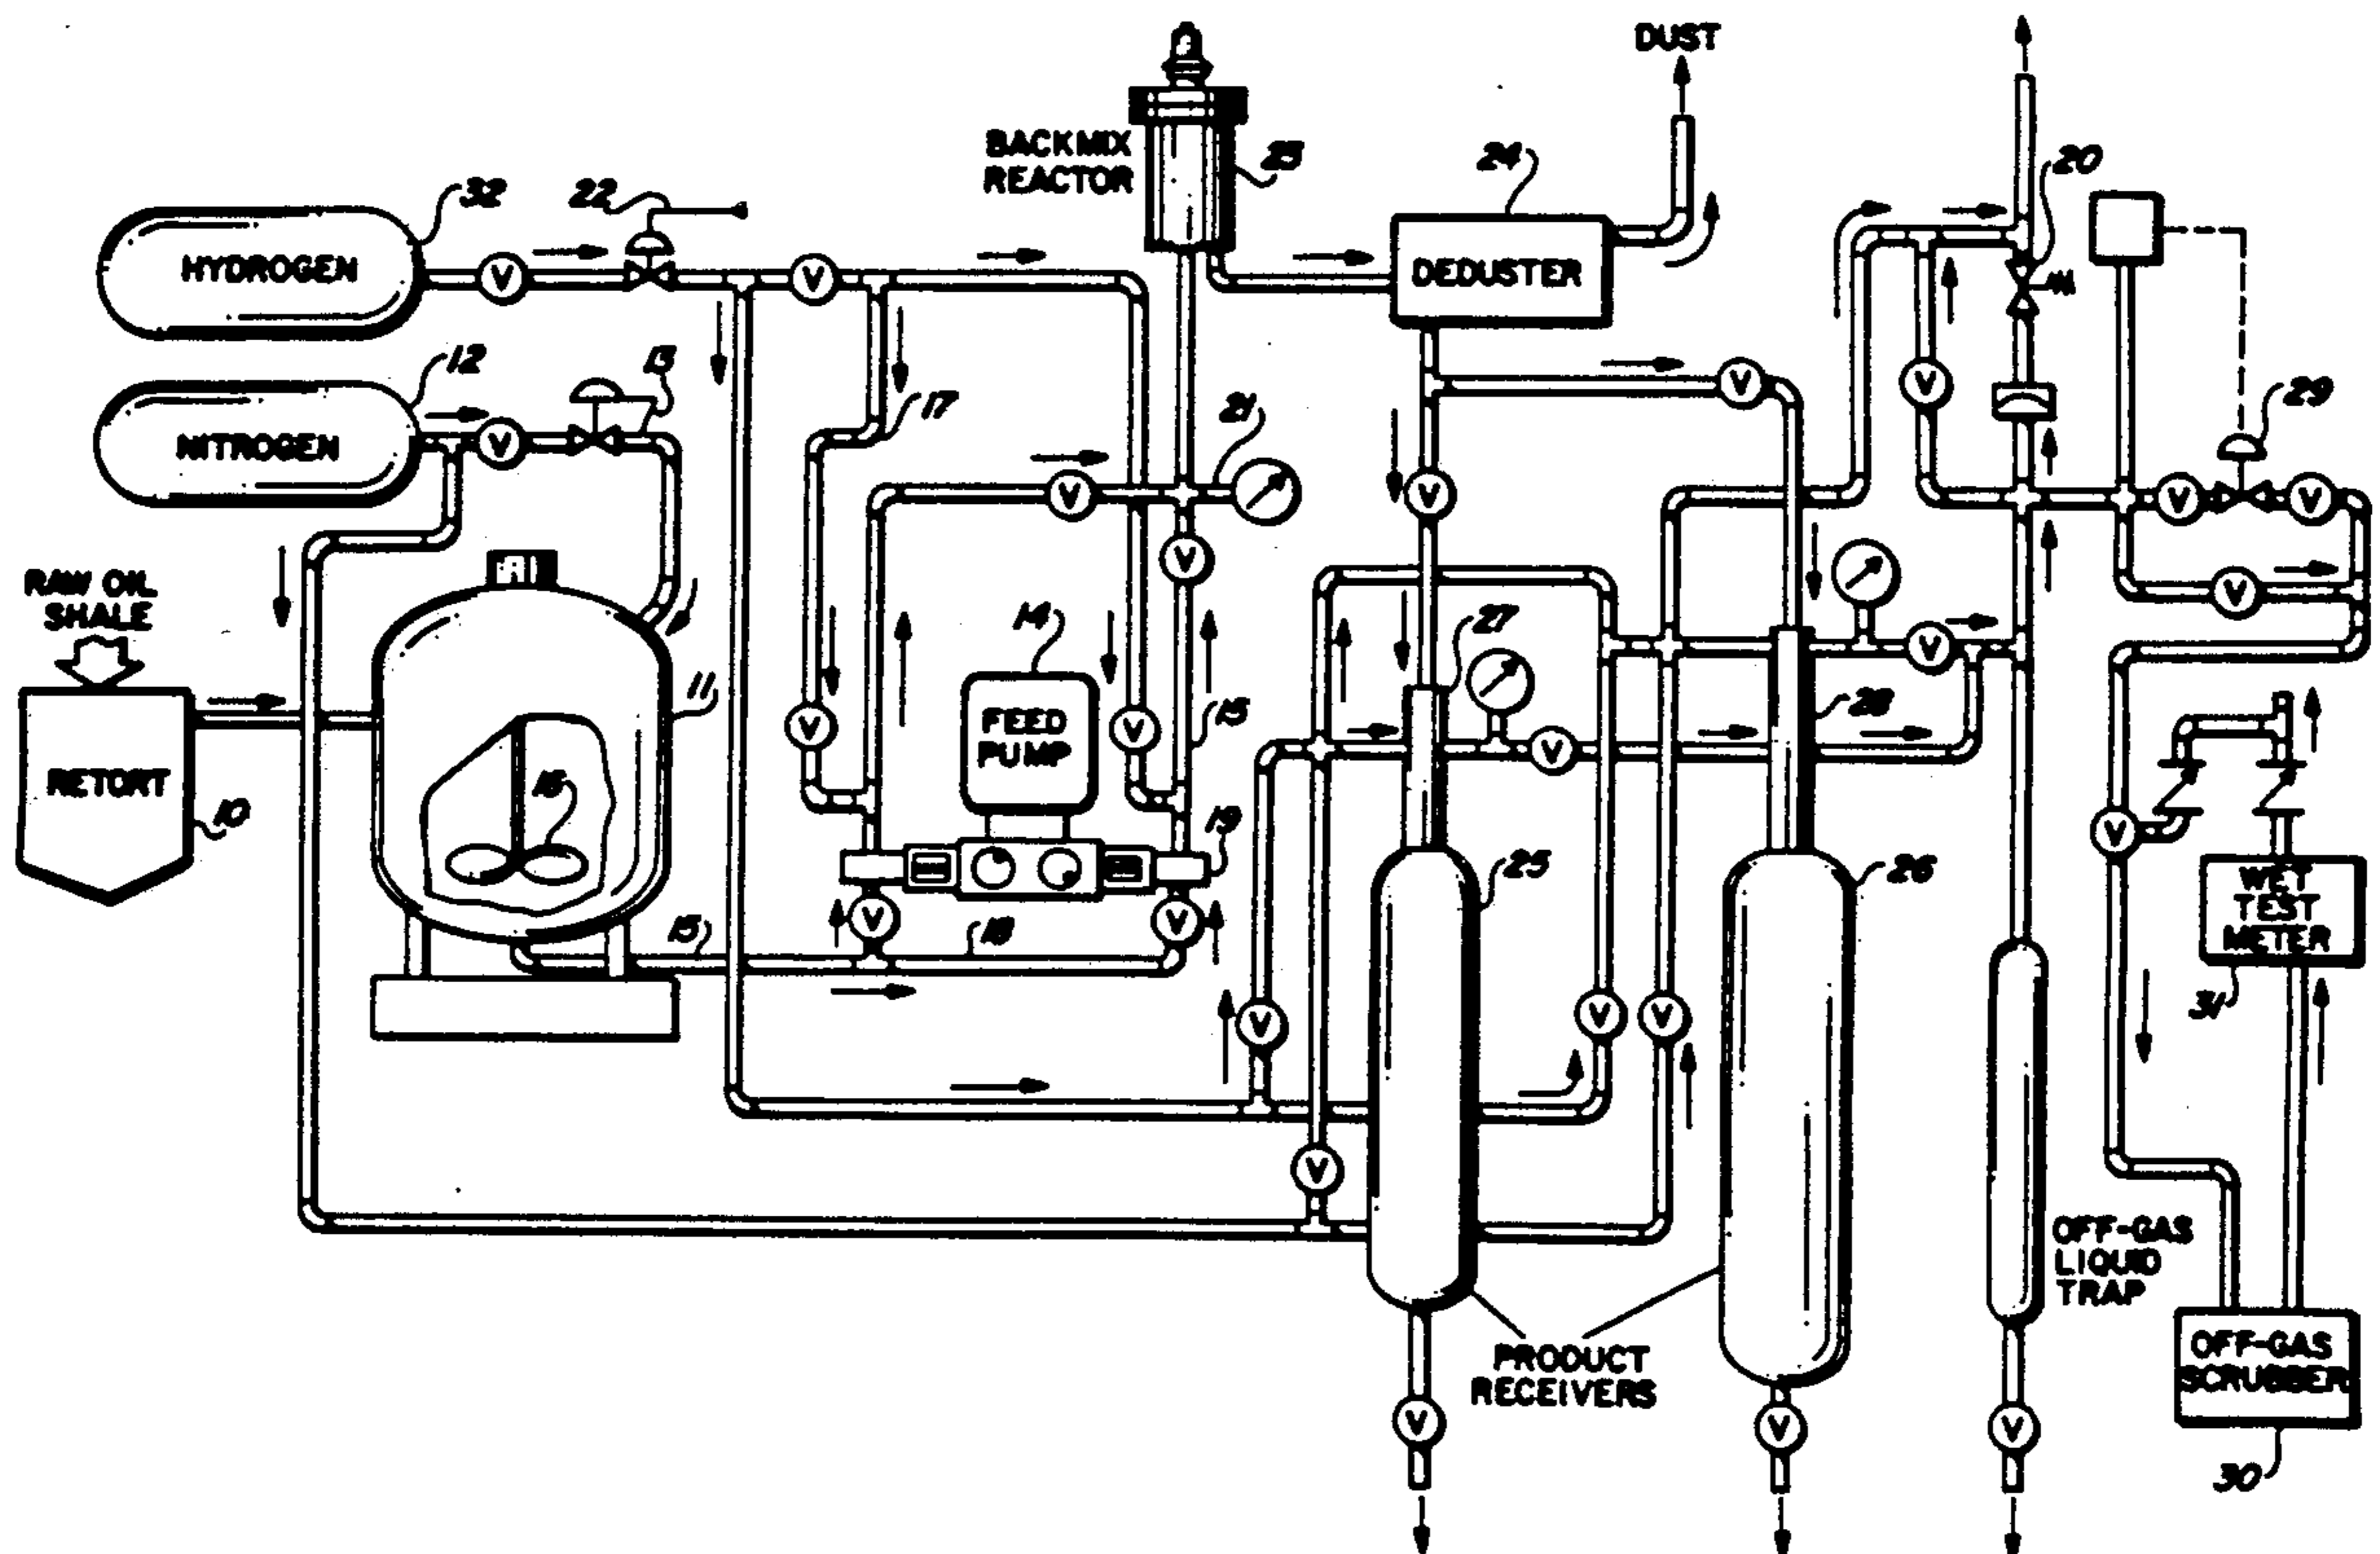 DUST
BACKMIX
REACTOR
23
24
20
32
22
HYDROGEN
V
V
DEDUSTER
12
13
V
V
29
17
21
NITROGEN
V
V
V
V
V
V
RAW OIL
SHALE
V
14
27
V
11
15
V
28
FEED
PUMP
V
V
V
RETORT
16
10
19
V
25
26
WET
TEST
METER
V
V
15
18
31
V
V
V
V
OFF-GAS
LIQUID
TRAP
PRODUCT
RECEIVERS
OFF-GAS
SCRUBBER
V
V
V
30